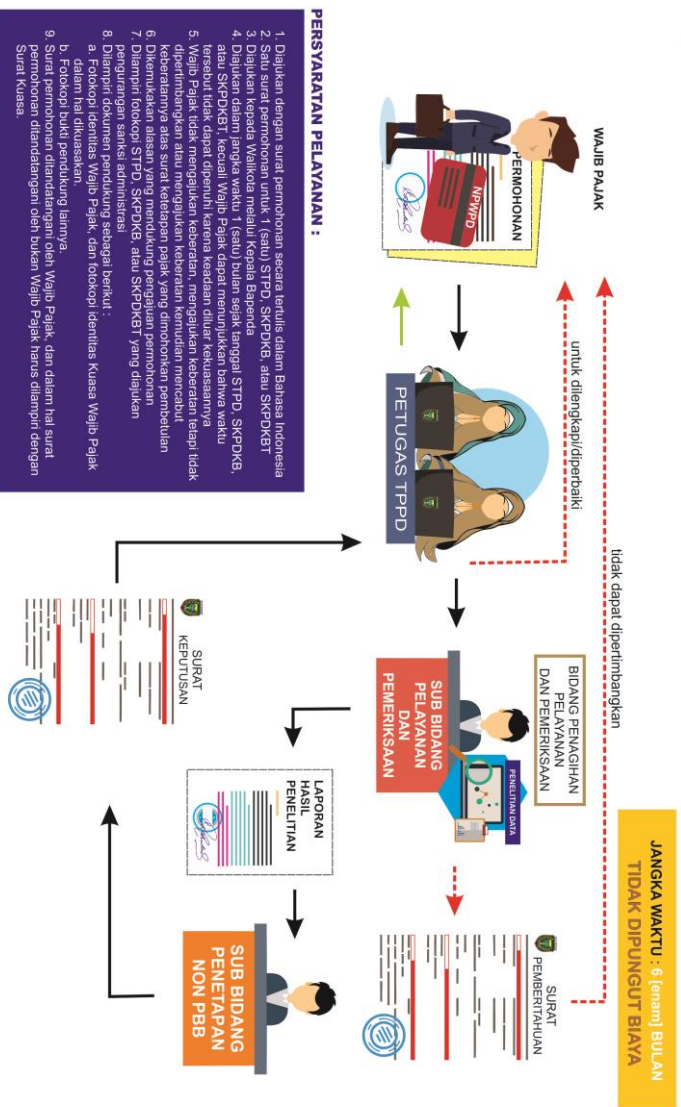 JANGKA WAKTU : 6 [enam] BULAN
TIDAK DIPUNGUT BIAYA
tidak dapat dipertimbangkan
untuk dilengkapi/diperbaiki
WAJIB PAJAK
PERMOHONAN
NPWPD
PETUGAS TPPD
BIDANG PENAGIHAN
PELAYANAN
DAN PEMERIKSAAN
PENELITIAN DATA
SUB BIDANG
PELAYANAN
DAN
PEMERIKSAAN
SURAT
PEMBERITAHUAN
LAPORAN
HASIL
PENELITIAN
SUB BIDANG
PENETAPAN
NON PBB
SURAT
KEPUTUSAN
PERSYARATAN PELAYANAN :
1. Diajukan dengan surat permohonan secara tertulis dalam Bahasa Indonesia
2. Satu surat permohonan untuk 1 (satu) STPD, SKPDKB, atau SKPDKBT
3. Diajukan kepada Walikota melalui Kepala Bapenda
4. Diajukan dalam jangka waktu 1 (satu) bulan sejak tanggal STPD, SKPDKB,
atau SKPDKBT, kecuali Wajib Pajak dapat menunjukkan bahwa waktu
tersebut tidak dapat dipenuhi karena keadaan diluar kekuasaannya
5. Wajib Pajak tidak mengajukan keberatan, mengajukan keberatan tetapi tidak
dipertimbangkan atau mengajukan keberatan kemudian mencabut
keberatannya atas surat ketetapan pajak yang dimohonkan pembetulan
6. Dikemukakan alasan yang mendukung pengajuan permohonan
7. Dilampiri fotokopi STPD, SKPDKB, atau SKPDKBT yang diajukan
pengurangan sanksi administrasi
8. Dilampiri dokumen pendukung sebagai berikut :
a. Fotokopi identitas Wajib Pajak, dan fotokopi identitas Kuasa Wajib Pajak
dalam hal dikuasakan.
b. Fotokopi bukti pendukung lainnya.
9. Surat permohonan ditandatangani oleh Wajib Pajak, dan dalam hal surat
permohonan ditandatangani oleh bukan Wajib Pajak harus dilampiri dengan
Surat Kuasa.